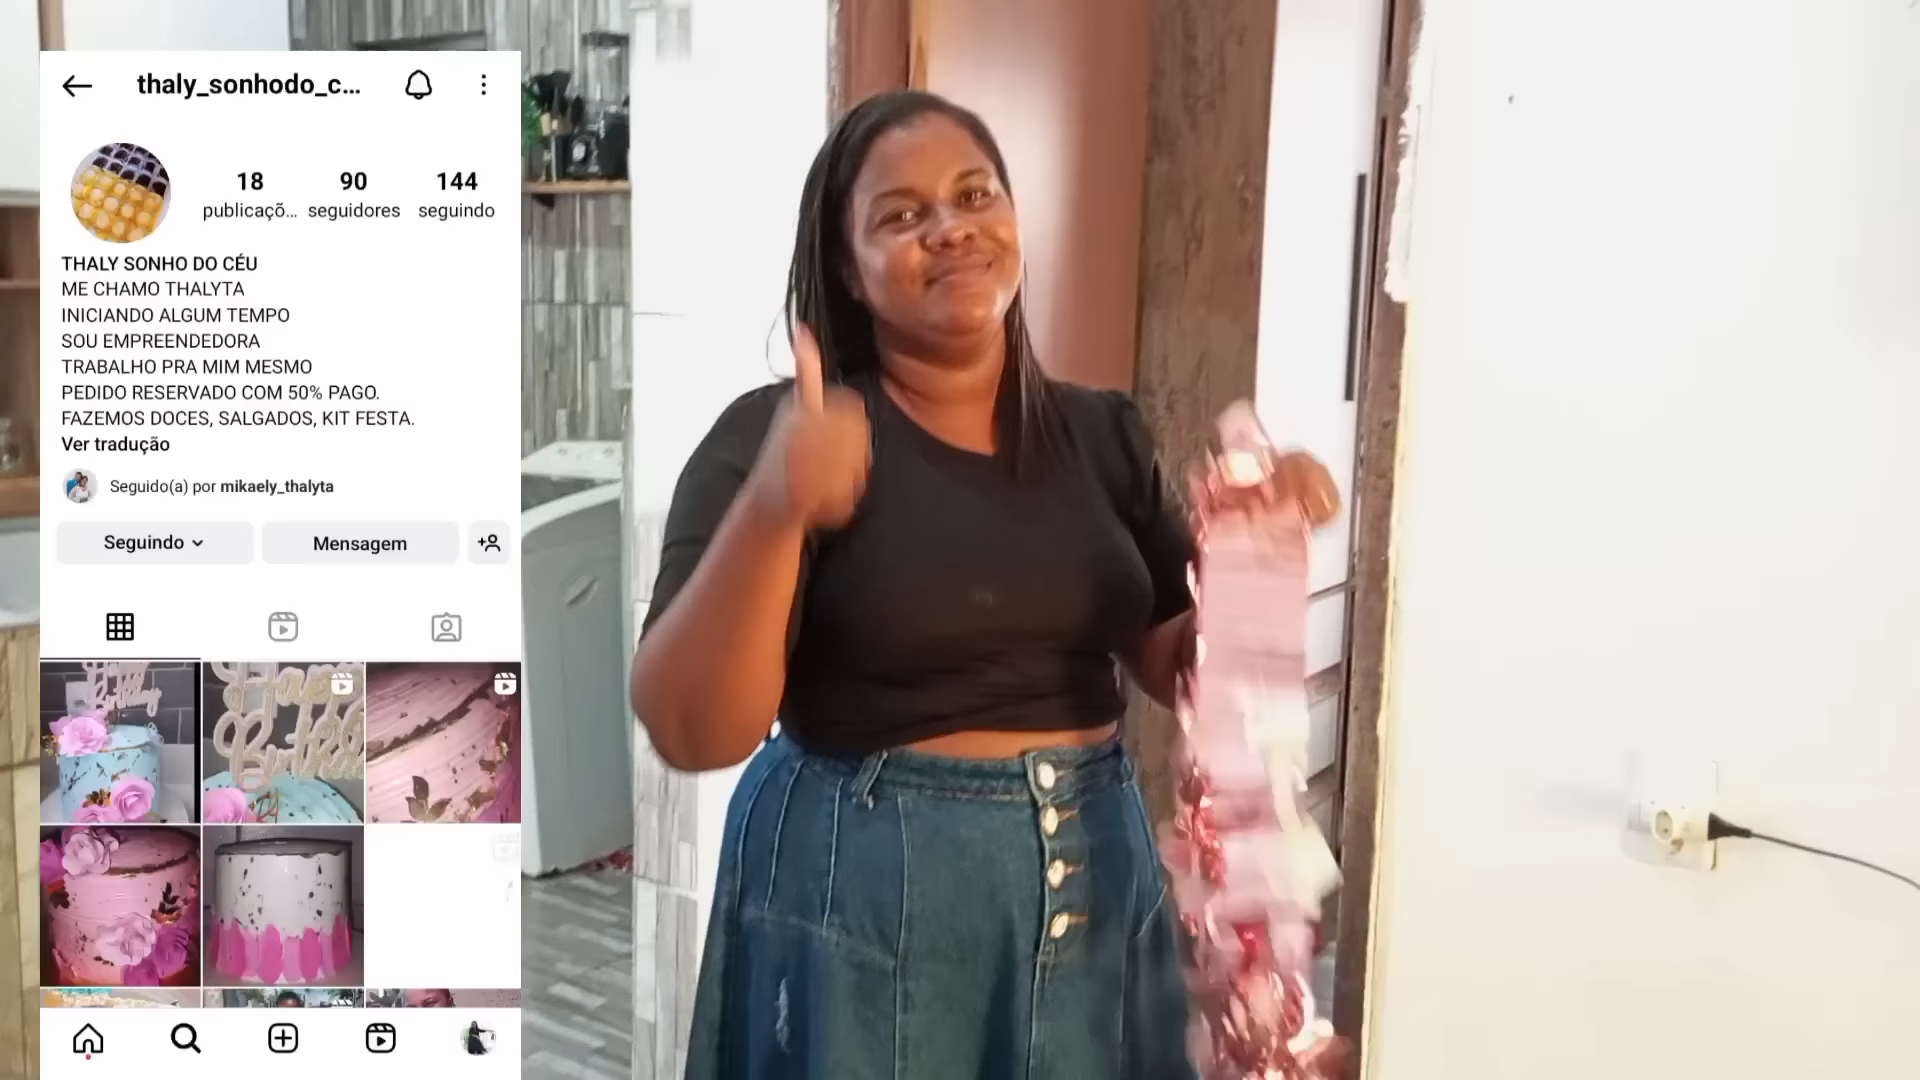 thaly_sonhodo_c...
18
90
144
publicaçõ...
seguidores
seguindo
THALY SONHO DO CÉU
ME CHAMO THALYTA
INICIANDO ALGUM TEMPO
SOU EMPREENDEDORA
TRABALHO PRA MIM MESMO
PEDIDO RESERVADO COM 50% PAGO.
FAZEMOS DOCES, SALGADOS, KIT FESTA.
Ver tradução
Seguido(a) por mikaely_thalyta
Seguindo
Mensagem